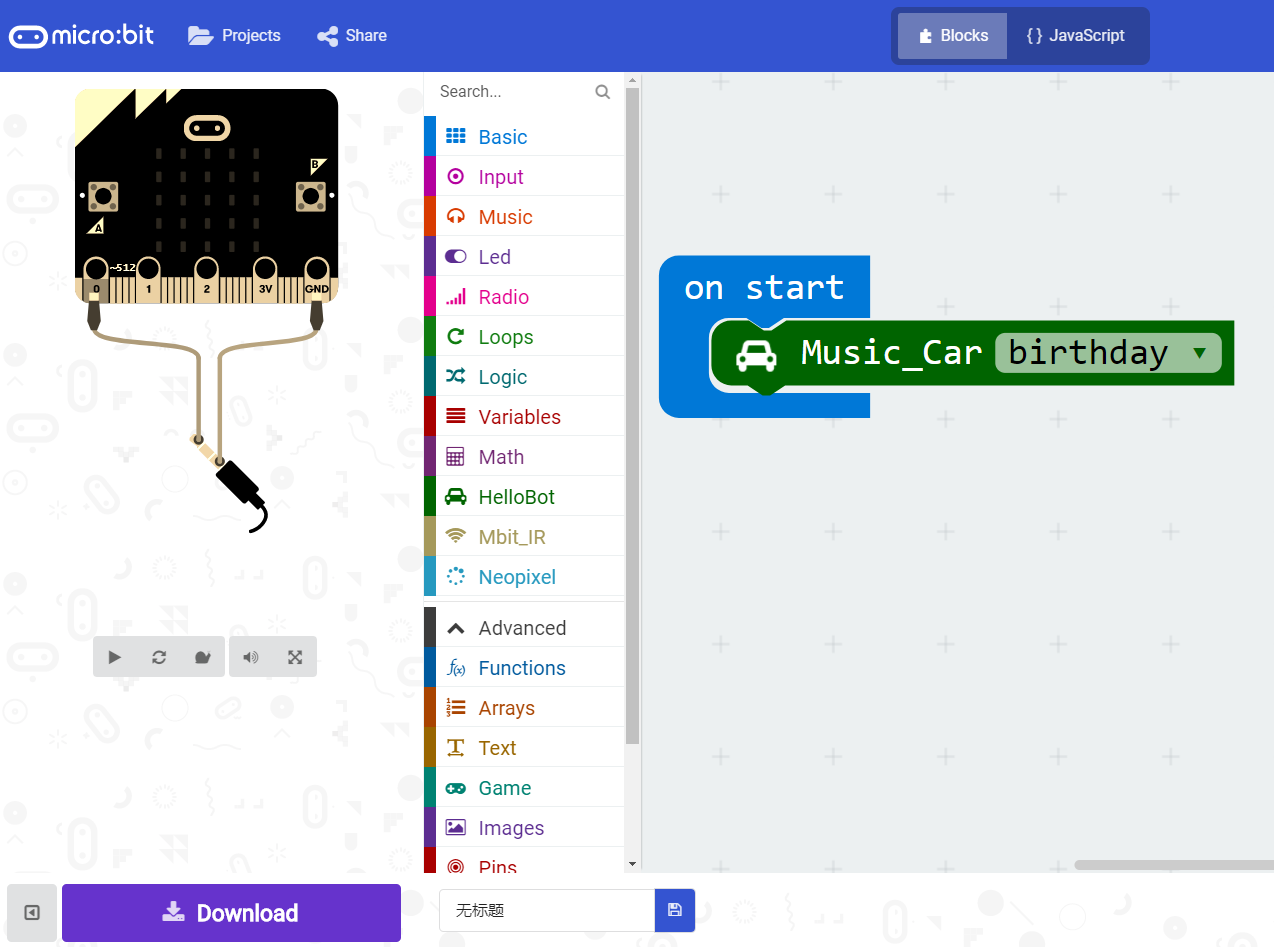 micro:bit
Projects
Share
Blocks
{ } JavaScript
B
A
~512
0 1 2 3V GND
Search...
Basic
Input
Music
Led
Radio
Loops
Logic
Variables
Math
HelloBot
Mbit_IR
Neopixel
Advanced
f(x) Functions
Arrays
Text
Game
Images
Pins
on start
Music_Car birthday
Download
无标题